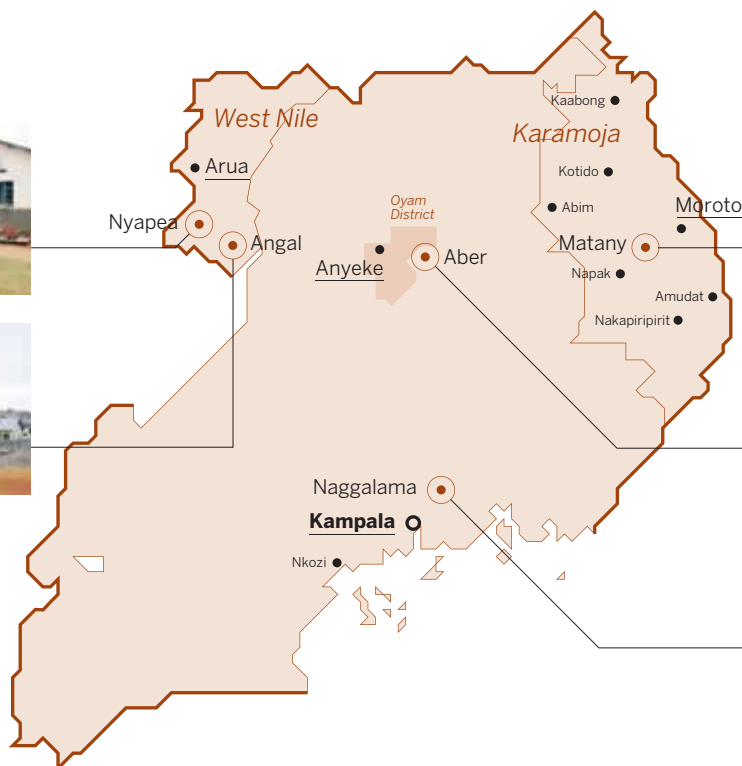 Kaabong
West Nile
Karamoja
Arua
Kotido
Oyam
District
Abim
Moroto
Nyapea
Angal
Matany
Anyeke
Aber
Napak
Amudat
Nakapiripirit
Naggalama
Kampala
Nkozi